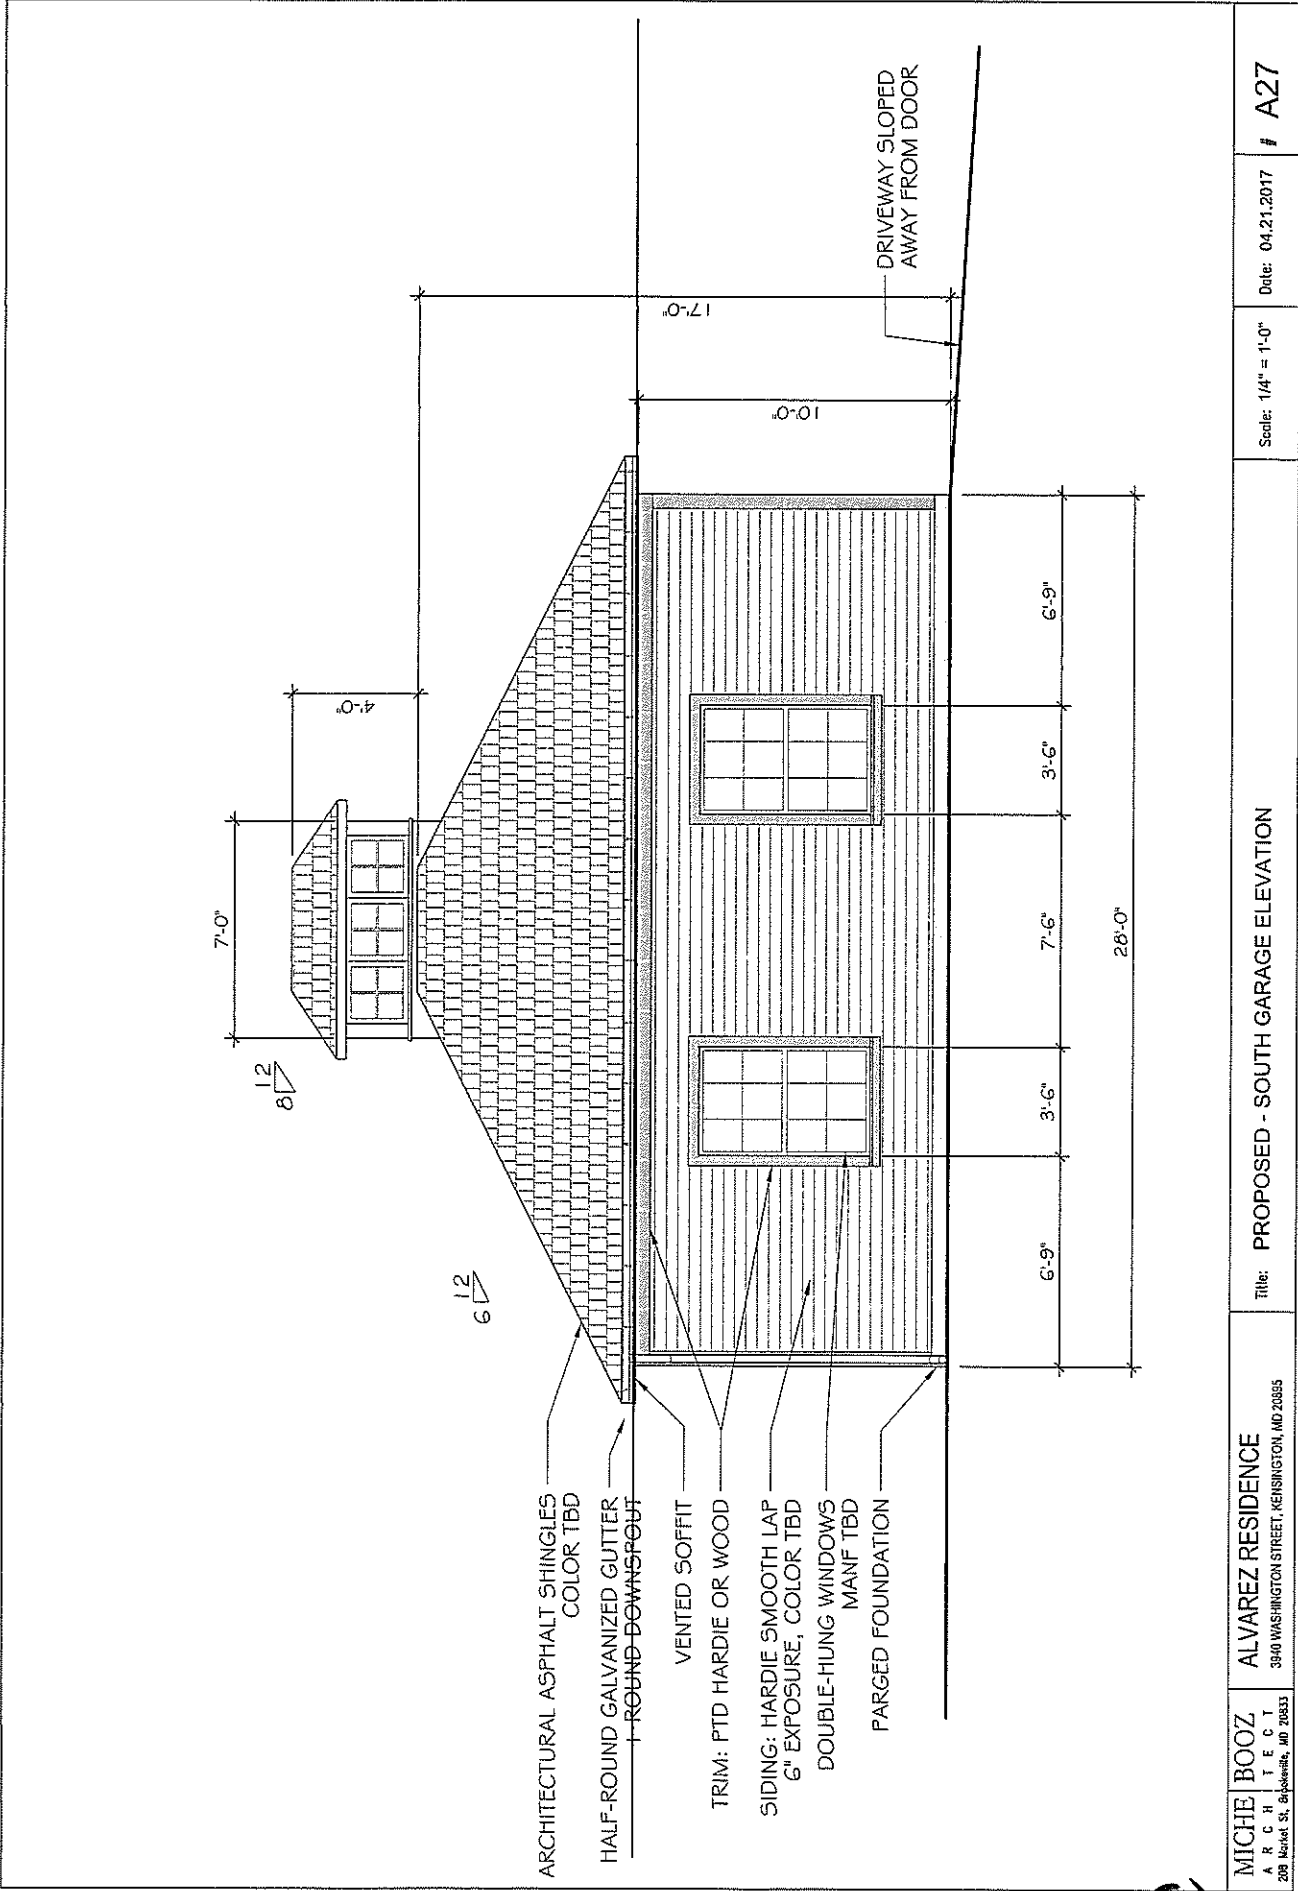 7'-0"
12
8
4'-0"
12
6
17'-0"
10'-0"
ARCHITECTURAL ASPHALT SHINGLES
COLOR TBD
HALF-ROUND GALVANIZED GUTTER
+ ROUND DOWNSPOUT
VENTED SOFFIT
TRIM: PTD HARDIE OR WOOD
SIDING: HARDIE SMOOTH LAP
6" EXPOSURE, COLOR TBD
DOUBLE-HUNG WINDOWS
MANF TBD
PARGED FOUNDATION
DRIVEWAY SLOPED
AWAY FROM DOOR
6'-9"
3'-6"
7'-6"
3'-6"
6'-9"
28'-0"
MICHE BOOZ
ARCHITECT
208 Market St, Brookeville, MD 20833
ALVAREZ RESIDENCE
3940 WASHINGTON STREET, KENSINGTON, MD 20895
Title: PROPOSED - SOUTH GARAGE ELEVATION
Scale: 1/4" = 1'-0"
Date: 04.21.2017
# A27